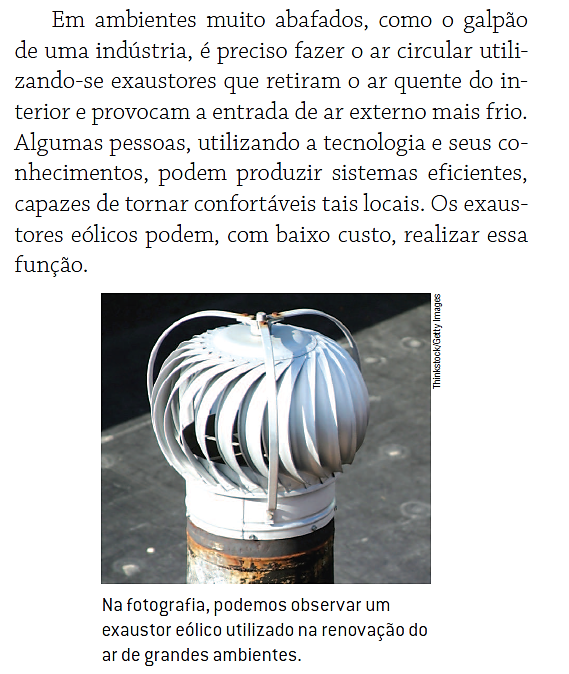 Em ambientes muito abafados, como o galpão
de uma indústria, é preciso fazer o ar circular utili-
zando-se exaustores que retiram o ar quente do in-
terior e provocam a entrada de ar externo mais frio.
Algumas pessoas, utilizando a tecnologia e seus co-
nhecimentos, podem produzir sistemas eficientes,
capazes de tornar confortáveis tais locais. Os exaus-
tores eólicos podem, com baixo custo, realizar essa
função.
Thinkstock/Getty Images
Na fotografia, podemos observar um
exaustor eólico utilizado na renovação do
ar de grandes ambientes.